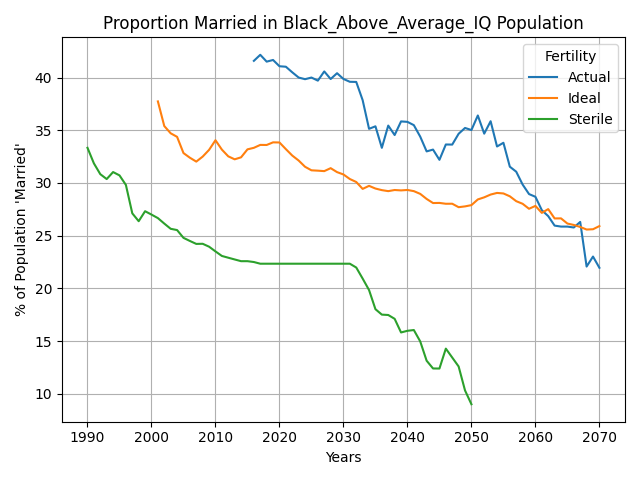 Proportion Married in Black_Above_Average_IQ Population
% of Population 'Married'
40
35
30
25
20
15
10
Fertility
Actual
Ideal
Sterile
1990 2000 2010 2020 2030 2040 2050 2060 2070
Years